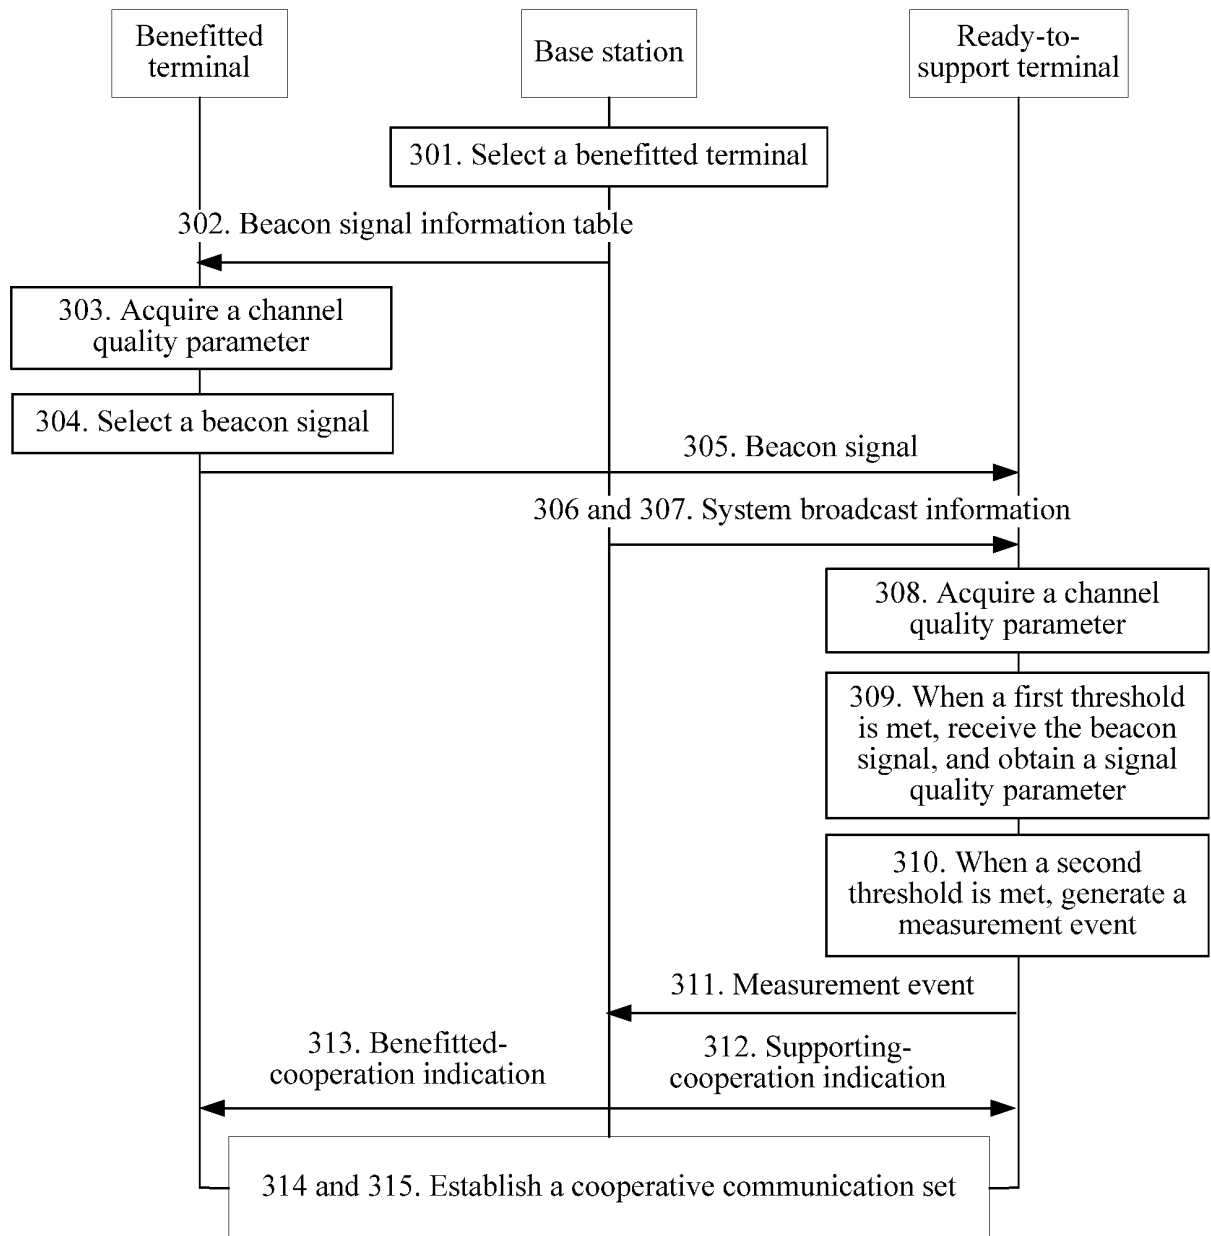 Benefitted
terminal
Base station
Ready-to-
support terminal
301. Select a benefitted terminal
302. Beacon signal information table
303. Acquire a channel
quality parameter
304. Select a beacon signal
305. Beacon signal
306 and 307. System broadcast information
308. Acquire a channel
quality parameter
309. When a first threshold
is met, receive the beacon
signal, and obtain a signal
quality parameter
310. When a second
threshold is met, generate a
measurement event
311. Measurement event
313. Benefitted-
cooperation indication
312. Supporting-
cooperation indication
314 and 315. Establish a cooperative communication set